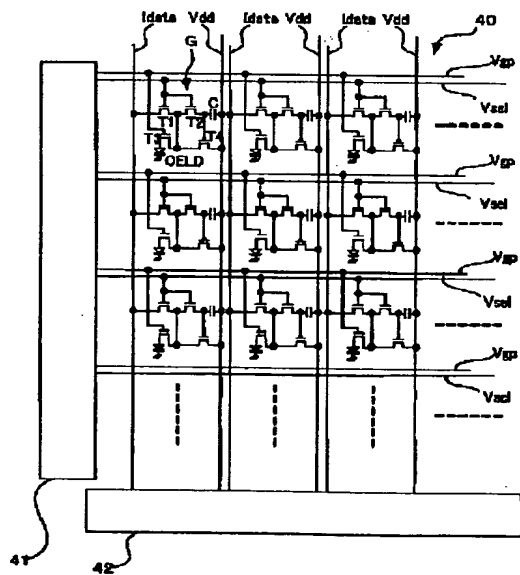 Idata Vdd Idata Vdd Idata Vdd 40
G
Vgp
C
T1 T2
Vsel
T3 T4
OELD
Vgp
Vsel
Vgp
Vsel
Vgp
Vsel
41
42